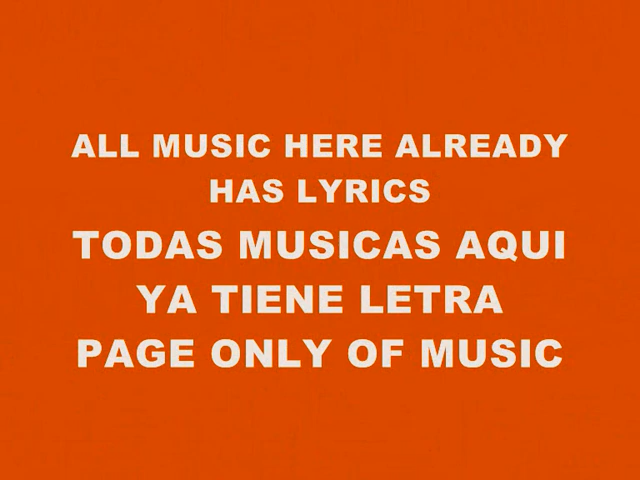 ALL MUSIC HERE ALREADY
HAS LYRICS
TODAS MUSICAS AQUI
YA TIENE LETRA
PAGE ONLY OF MUSIC